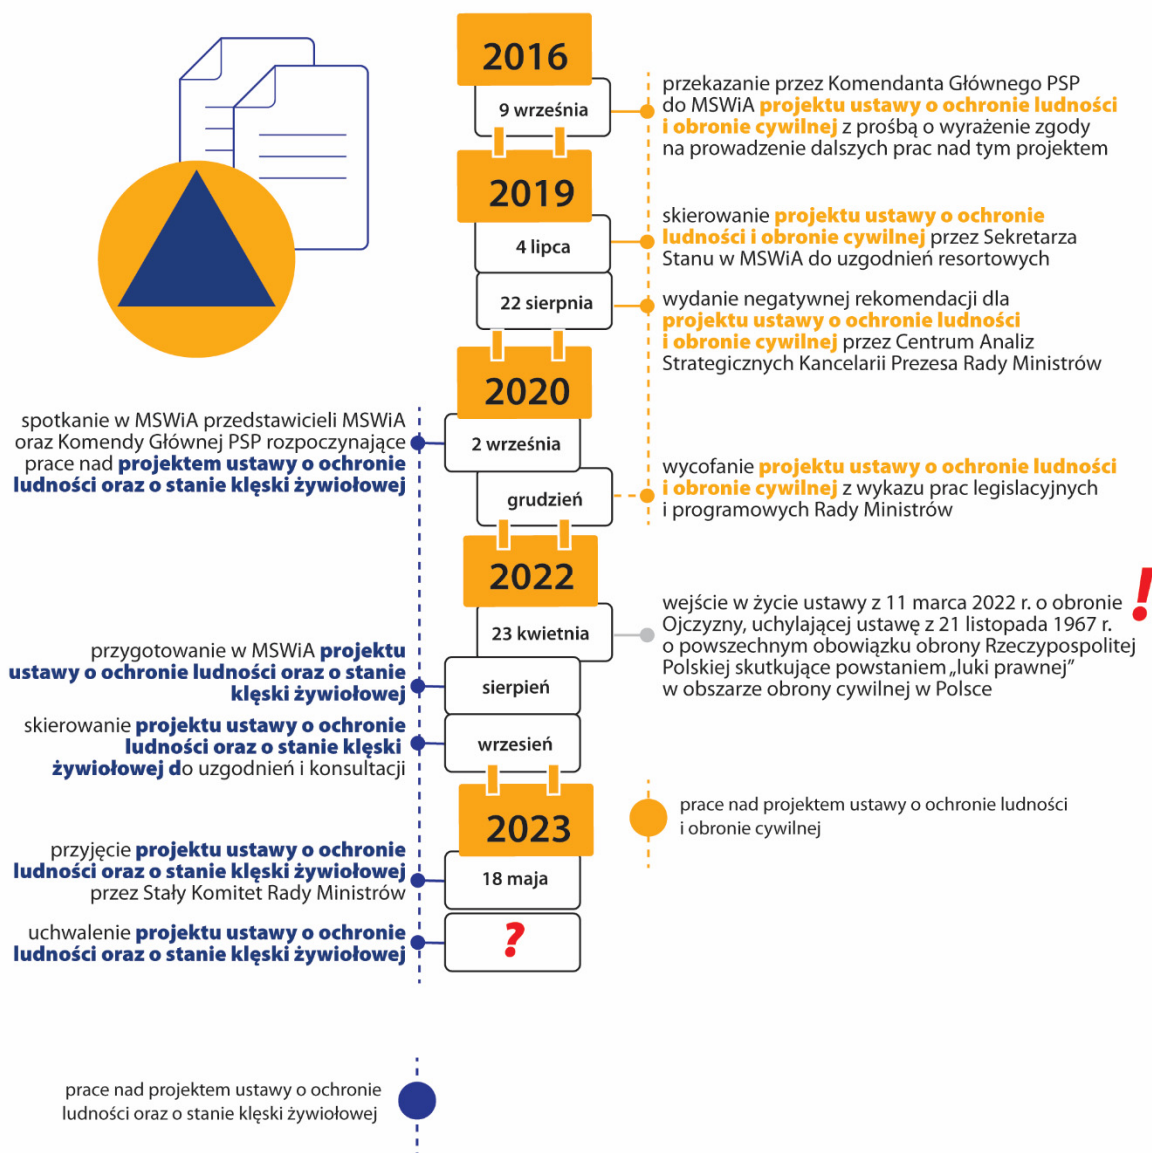 2016
9 września
przekazanie przez Komendanta Głównego PSP
do MSWiA projektu ustawy o ochronie ludności
i obronie cywilnej z prośbą o wyrażenie zgody
na prowadzenie dalszych prac nad tym projektem
2019
4 lipca
skierowanie projektu ustawy o ochronie
ludności i obronie cywilnej przez Sekretarza
Stanu w MSWiA do uzgodnień resortowych
22 sierpnia
wydanie negatywnej rekomendacji dla
projektu ustawy o ochronie ludności
i obronie cywilnej przez Centrum Analiz
Strategicznych Kancelarii Prezesa Rady Ministrów
2020
spotkanie w MSWiA przedstawicieli MSWiA
oraz Komendy Głównej PSP rozpoczynające
prace nad projektem ustawy o ochronie
ludności oraz o stanie klęski żywiołowej
2 września
grudzień
wycofanie projektu ustawy o ochronie ludności
i obronie cywilnej z wykazu prac legislacyjnych
i programowych Rady Ministrów
2022
23 kwietnia
wejście w życie ustawy z 11 marca 2022 r. o obronie
Ojczyzny, uchylającej ustawę z 21 listopada 1967 r.
o powszechnym obowiązku obrony Rzeczypospolitej
Polskiej skutkujące powstaniem „luki prawnej”
w obszarze obrony cywilnej w Polsce
!
przygotowanie w MSWiA projektu
ustawy o ochronie ludności oraz o stanie
klęski żywiołowej
sierpień
skierowanie projektu ustawy o ochronie
ludności oraz o stanie klęski
żywiołowej do uzgodnień i konsultacji
wrzesień
2023
prace nad projektem ustawy o ochronie ludności
i obronie cywilnej
przyjęcie projektu ustawy o ochronie
ludności oraz o stanie klęski żywiołowej
przez Stały Komitet Rady Ministrów
18 maja
uchwalenie projektu ustawy o ochronie
ludności oraz o stanie klęski żywiołowej
?
prace nad projektem ustawy o ochronie
ludności oraz o stanie klęski żywiołowej